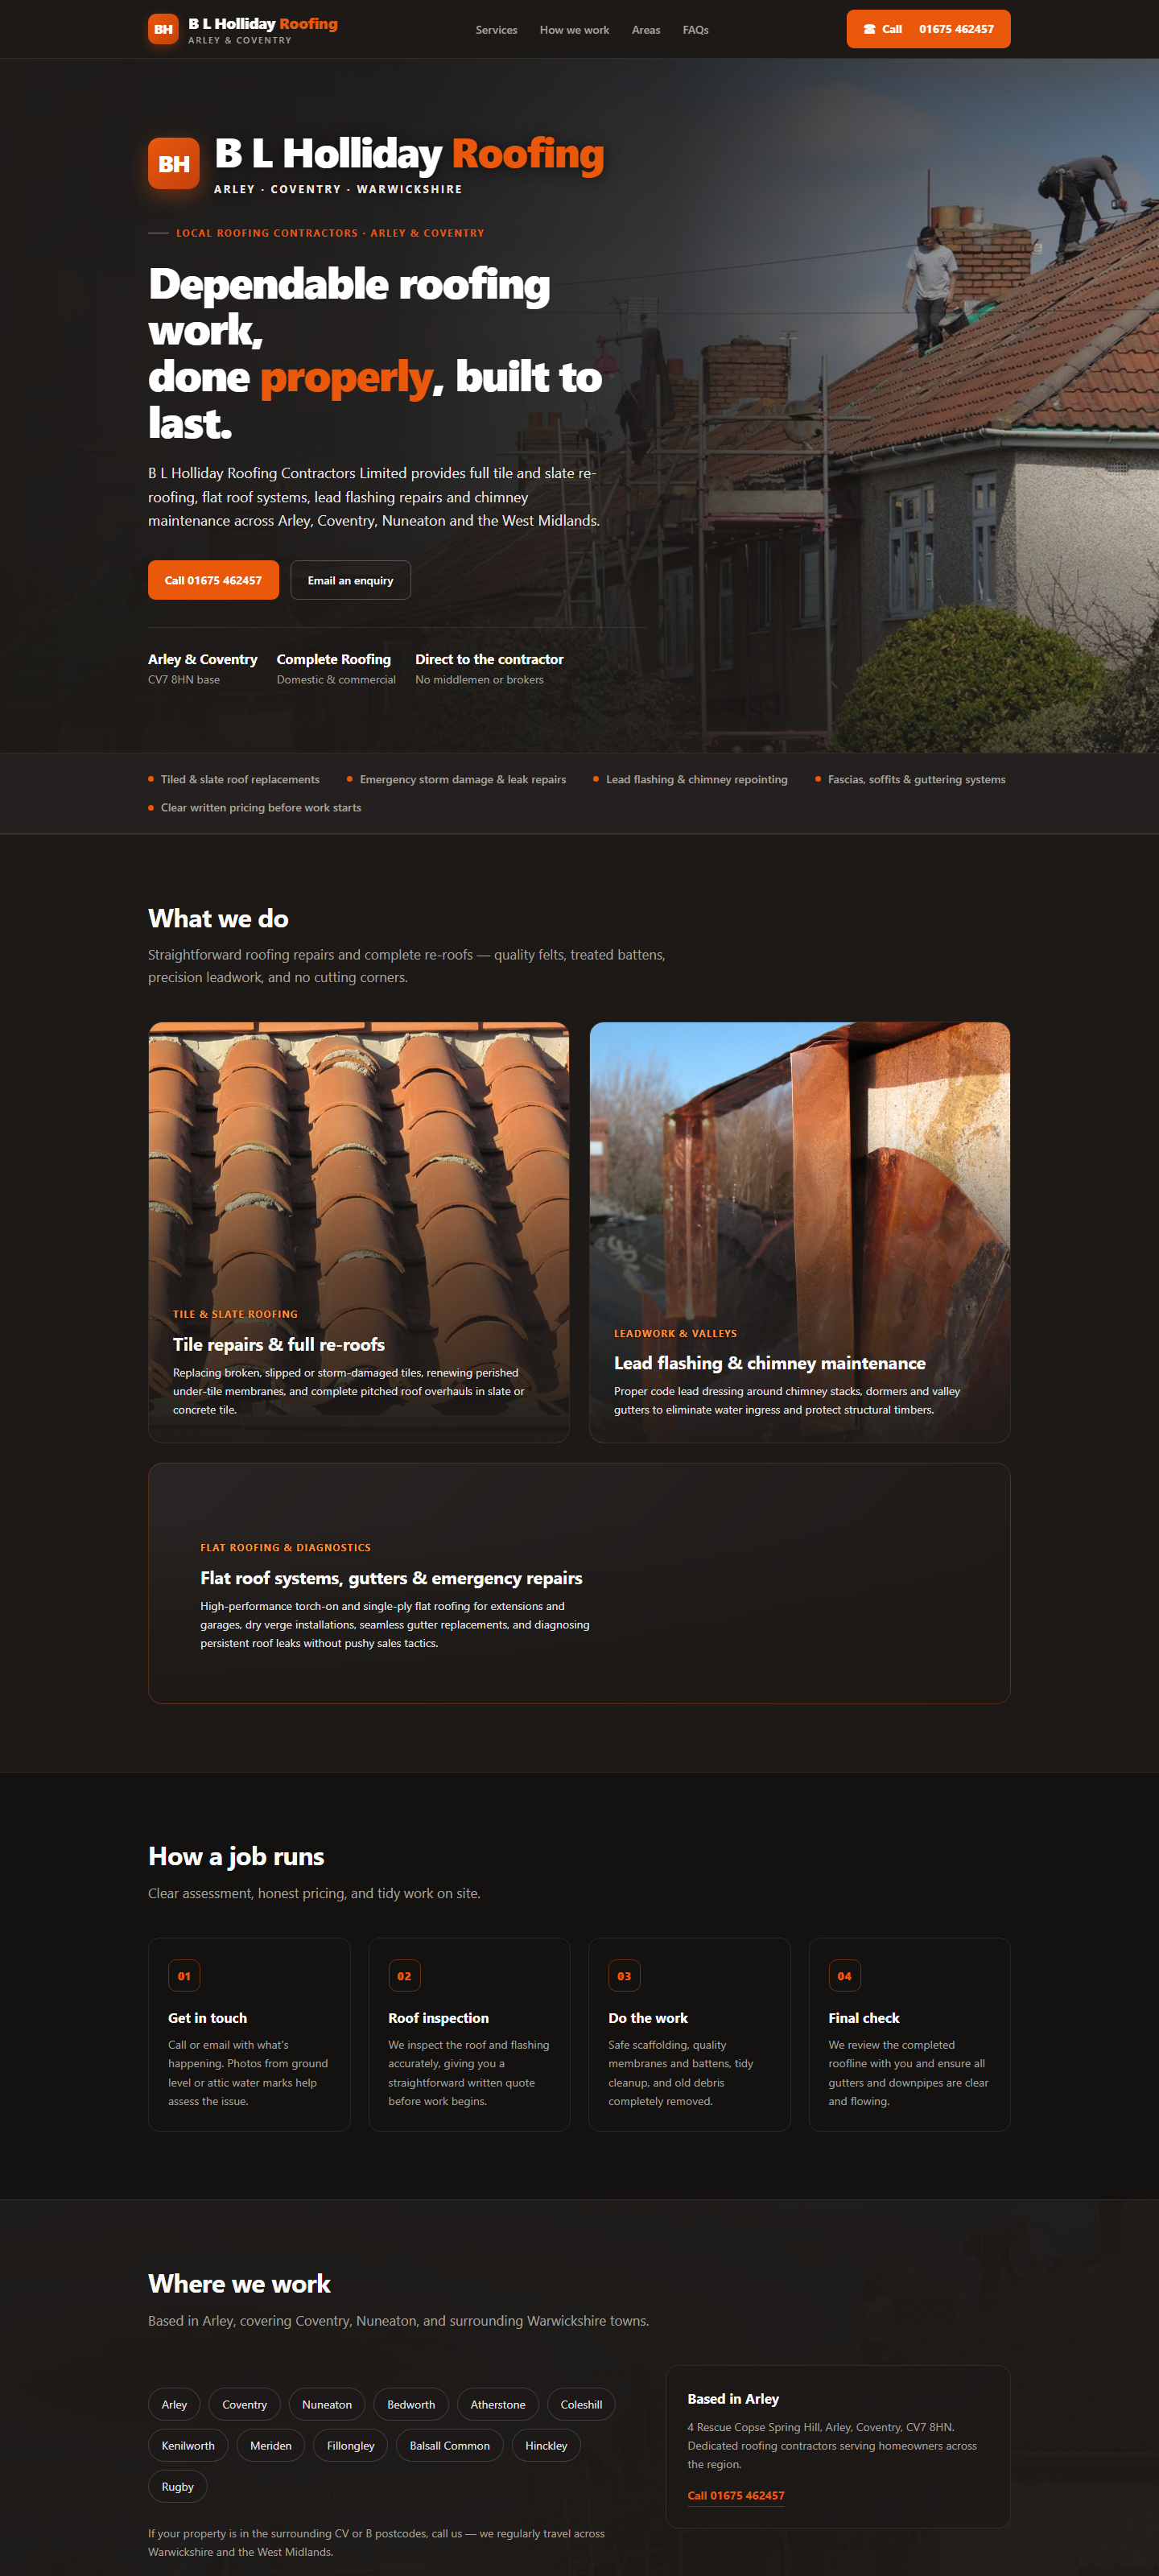 BH
B L Holliday Roofing
ARLEY & COVENTRY
Services
How we work
Areas
FAQs
☎ Call 01675 462457
BH
B L Holliday Roofing
ARLEY · COVENTRY · WARWICKSHIRE
LOCAL ROOFING CONTRACTORS · ARLEY & COVENTRY
Dependable roofing
work,
done properly, built to
last.
B L Holliday Roofing Contractors Limited provides full tile and slate re-
roofing, flat roof systems, lead flashing repairs and chimney
maintenance across Arley, Coventry, Nuneaton and the West Midlands.
Call 01675 462457
Email an enquiry
Arley & Coventry
CV7 8HN base
Complete Roofing
Domestic & commercial
Direct to the contractor
No middlemen or brokers
Tiled & slate roof replacements
Emergency storm damage & leak repairs
Lead flashing & chimney repointing
Fascias, soffits & guttering systems
Clear written pricing before work starts
What we do
Straightforward roofing repairs and complete re-roofs — quality felts, treated battens,
precision leadwork, and no cutting corners.
TILE & SLATE ROOFING
Tile repairs & full re-roofs
Replacing broken, slipped or storm-damaged tiles, renewing perished
under-tile membranes, and complete pitched roof overhauls in slate or
concrete tile.
LEADWORK & VALLEYS
Lead flashing & chimney maintenance
Proper code lead dressing around chimney stacks, dormers and valley
gutters to eliminate water ingress and protect structural timbers.
FLAT ROOFING & DIAGNOSTICS
Flat roof systems, gutters & emergency repairs
High-performance torch-on and single-ply flat roofing for extensions and
garages, dry verge installations, seamless gutter replacements, and diagnosing
persistent roof leaks without pushy sales tactics.
How a job runs
Clear assessment, honest pricing, and tidy work on site.
01
Get in touch
Call or email with what's
happening. Photos from ground
level or attic water marks help
assess the issue.
02
Roof inspection
We inspect the roof and flashing
accurately, giving you a
straightforward written quote
before work begins.
03
Do the work
Safe scaffolding, quality
membranes and battens, tidy
cleanup, and old debris
completely removed.
04
Final check
We review the completed
roofline with you and ensure all
gutters and downpipes are clear
and flowing.
Where we work
Based in Arley, covering Coventry, Nuneaton, and surrounding Warwickshire towns.
Arley
Coventry
Nuneaton
Bedworth
Atherstone
Coleshill
Kenilworth
Meriden
Fillongley
Balsall Common
Hinckley
Rugby
If your property is in the surrounding CV or B postcodes, call us — we regularly travel across
Warwickshire and the West Midlands.
Based in Arley
4 Rescue Copse Spring Hill, Arley, Coventry, CV7 8HN.
Dedicated roofing contractors serving homeowners across
the region.
Call 01675 462457